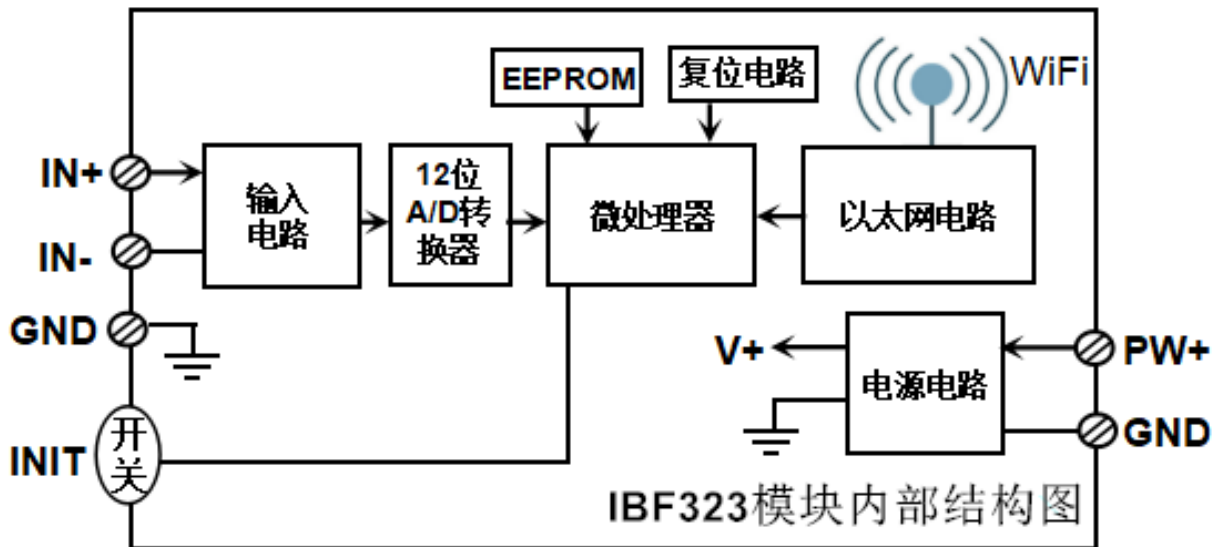 EEPROM
复位电路
WiFi
IN+
IN-
GND
INIT
开
关
输入
电路
12位
A/D转
换器
微处理器
以太网电路
V+
电源电路
PW+
GND
IBF323模块内部结构图